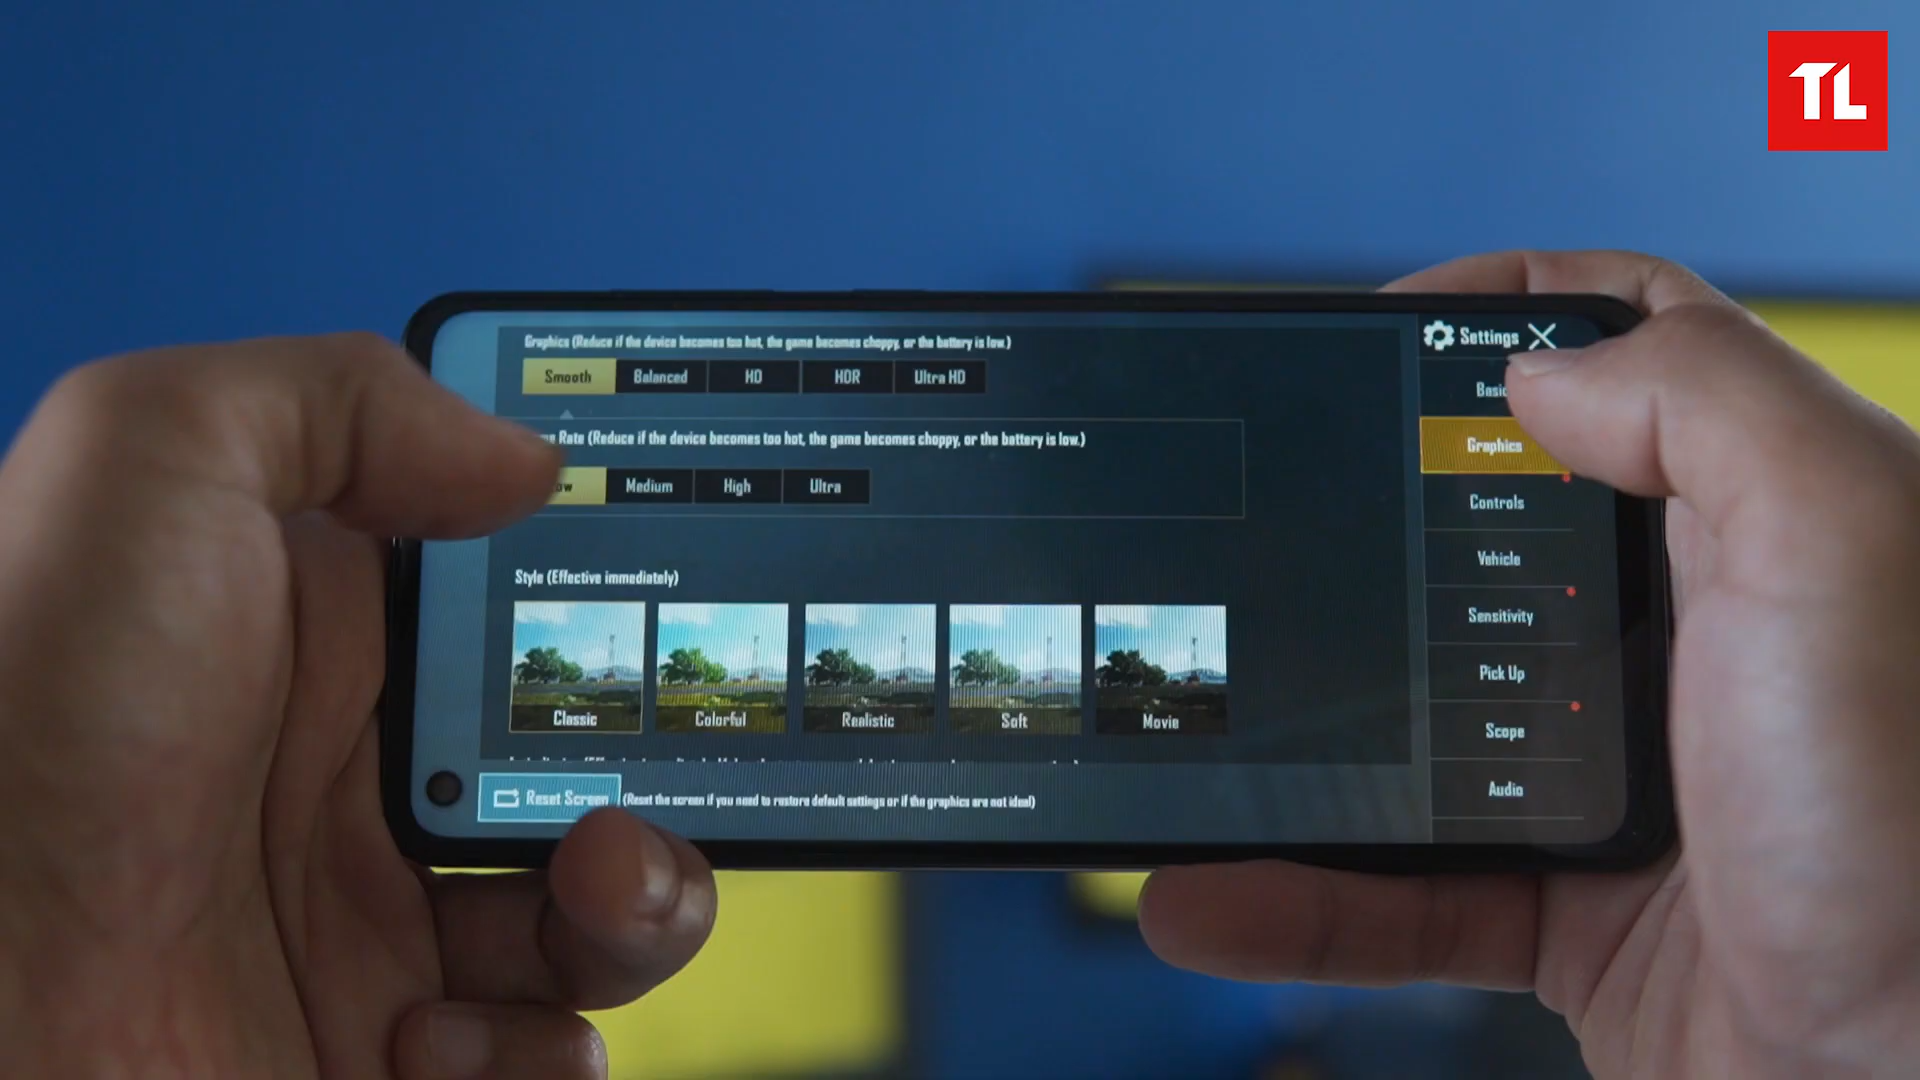 TL
Graphics (Reduce if the device becomes too hot, the game becomes choppy, or the battery is low.)
Settings
Smooth Balanced HD HDR Ultra HD
Basic
Rate (Reduce if the device becomes too hot, the game becomes choppy, or the battery is low.)
Graphics
Medium High Ultra
Controls
Vehicle
Style (Effective immediately)
Sensitivity
Pick Up
Classic Colorful Realistic Soft Movie
Scope
Reset Screen (Reset the screen if you need to restore default settings or if the graphics are not ideal)
Audio